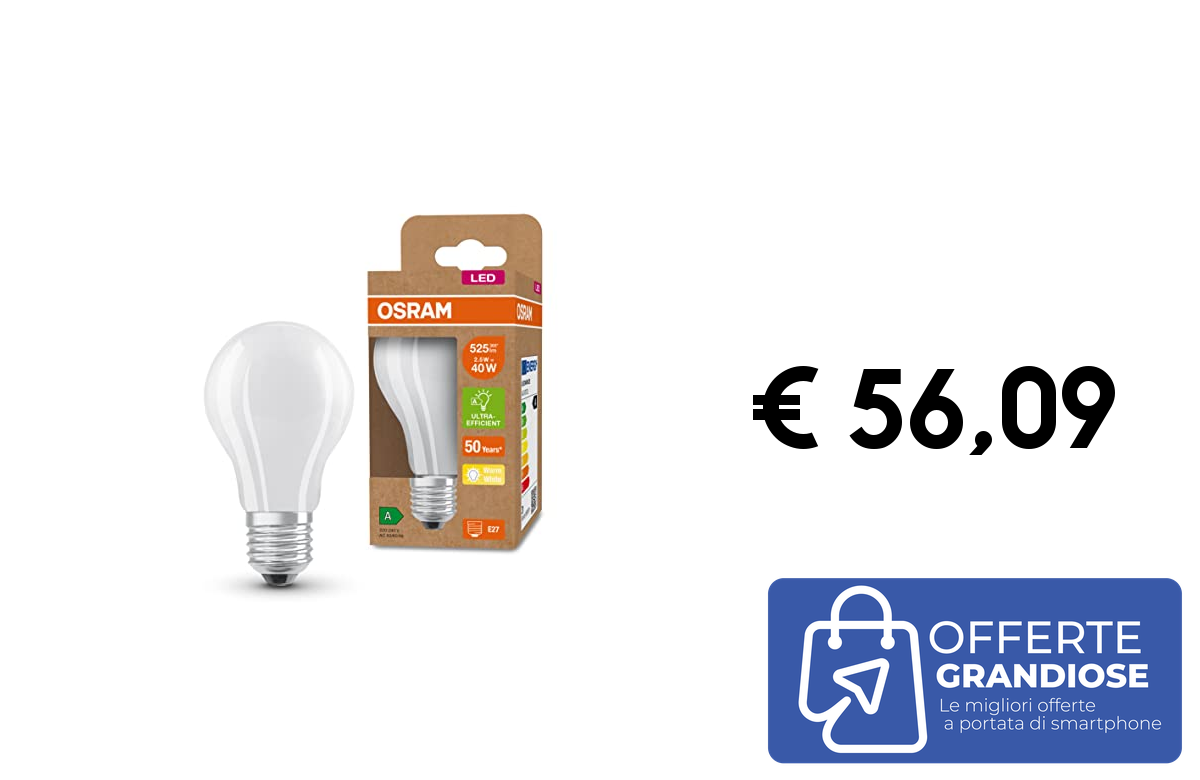 LED
OSRAM
OSRAM
525 lm
2.5W =
40W
A
ULTRA-
EFFICIENT
50 Years*
Warm
White
A
E27
€ 56,09
OFFERTE
GRANDIOSE
Le migliori offerte
a portata di smartphone